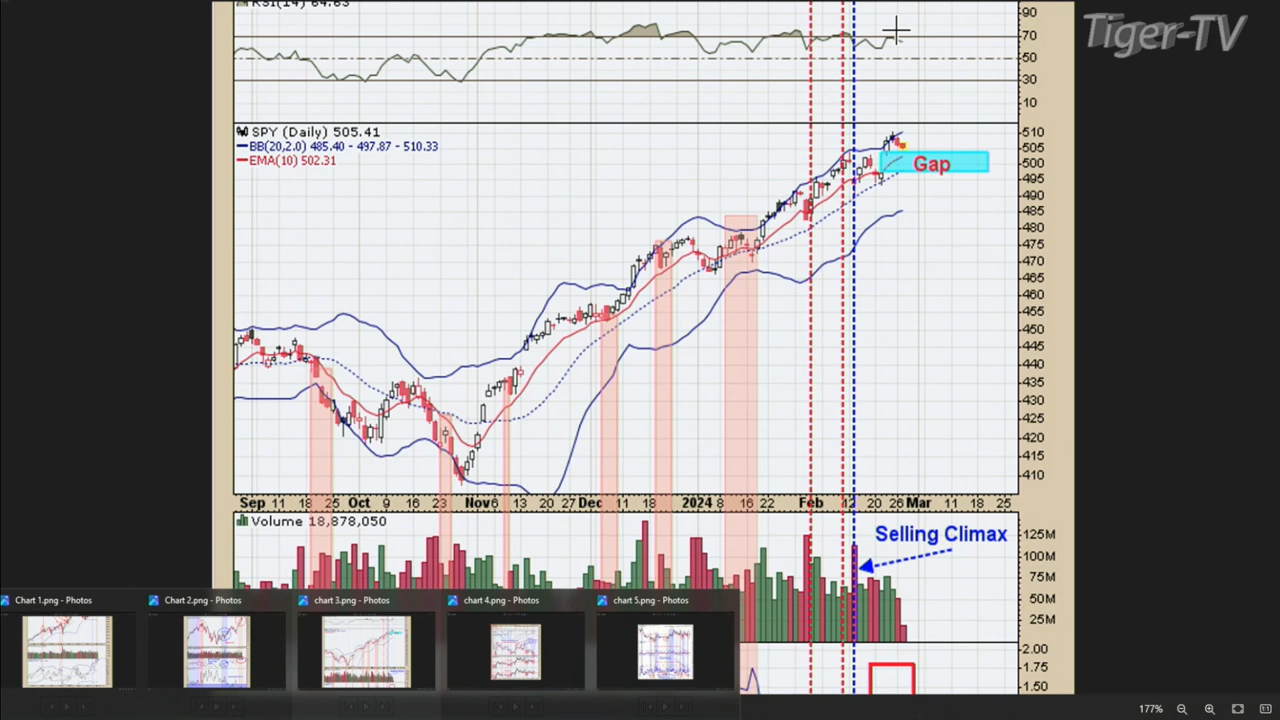 RSI(14) 64.63
Tiger-TV
90
70
50
30
10
SPY (Daily) 505.41
BB(20,2.0) 485.40 - 497.87 - 510.33
EMA(10) 502.31
Gap
510
505
500
495
490
485
480
475
470
465
460
455
450
445
440
435
430
425
420
415
410
Sep 11 18 25 Oct 9 16 23 Nov 6 13 20 27 Dec 11 18 2024 8 16 22 Feb 12 20 26 Mar 11 18 25
Volume 18,878,050
Selling Climax
125M
100M
75M
50M
25M
Chart 1.png - Photos
Chart 2.png - Photos
chart 3.png - Photos
chart 4.png - Photos
chart 5.png - Photos
2.00
1.75
1.50
177%